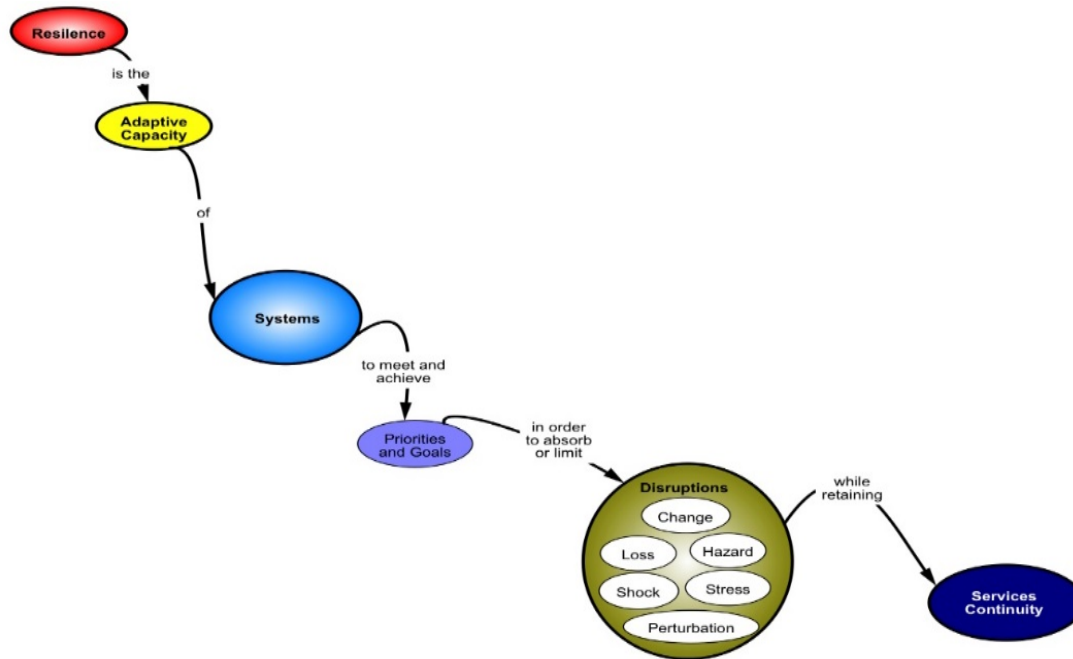 Resilence
is the
Adaptive
Capacity
of
Systems
to meet and
achieve
Priorities
and Goals
in order
to absorb
or limit
Disruptions
Change
Loss
Hazard
Shock
Stress
Perturbation
while
retaining
Services
Continuity